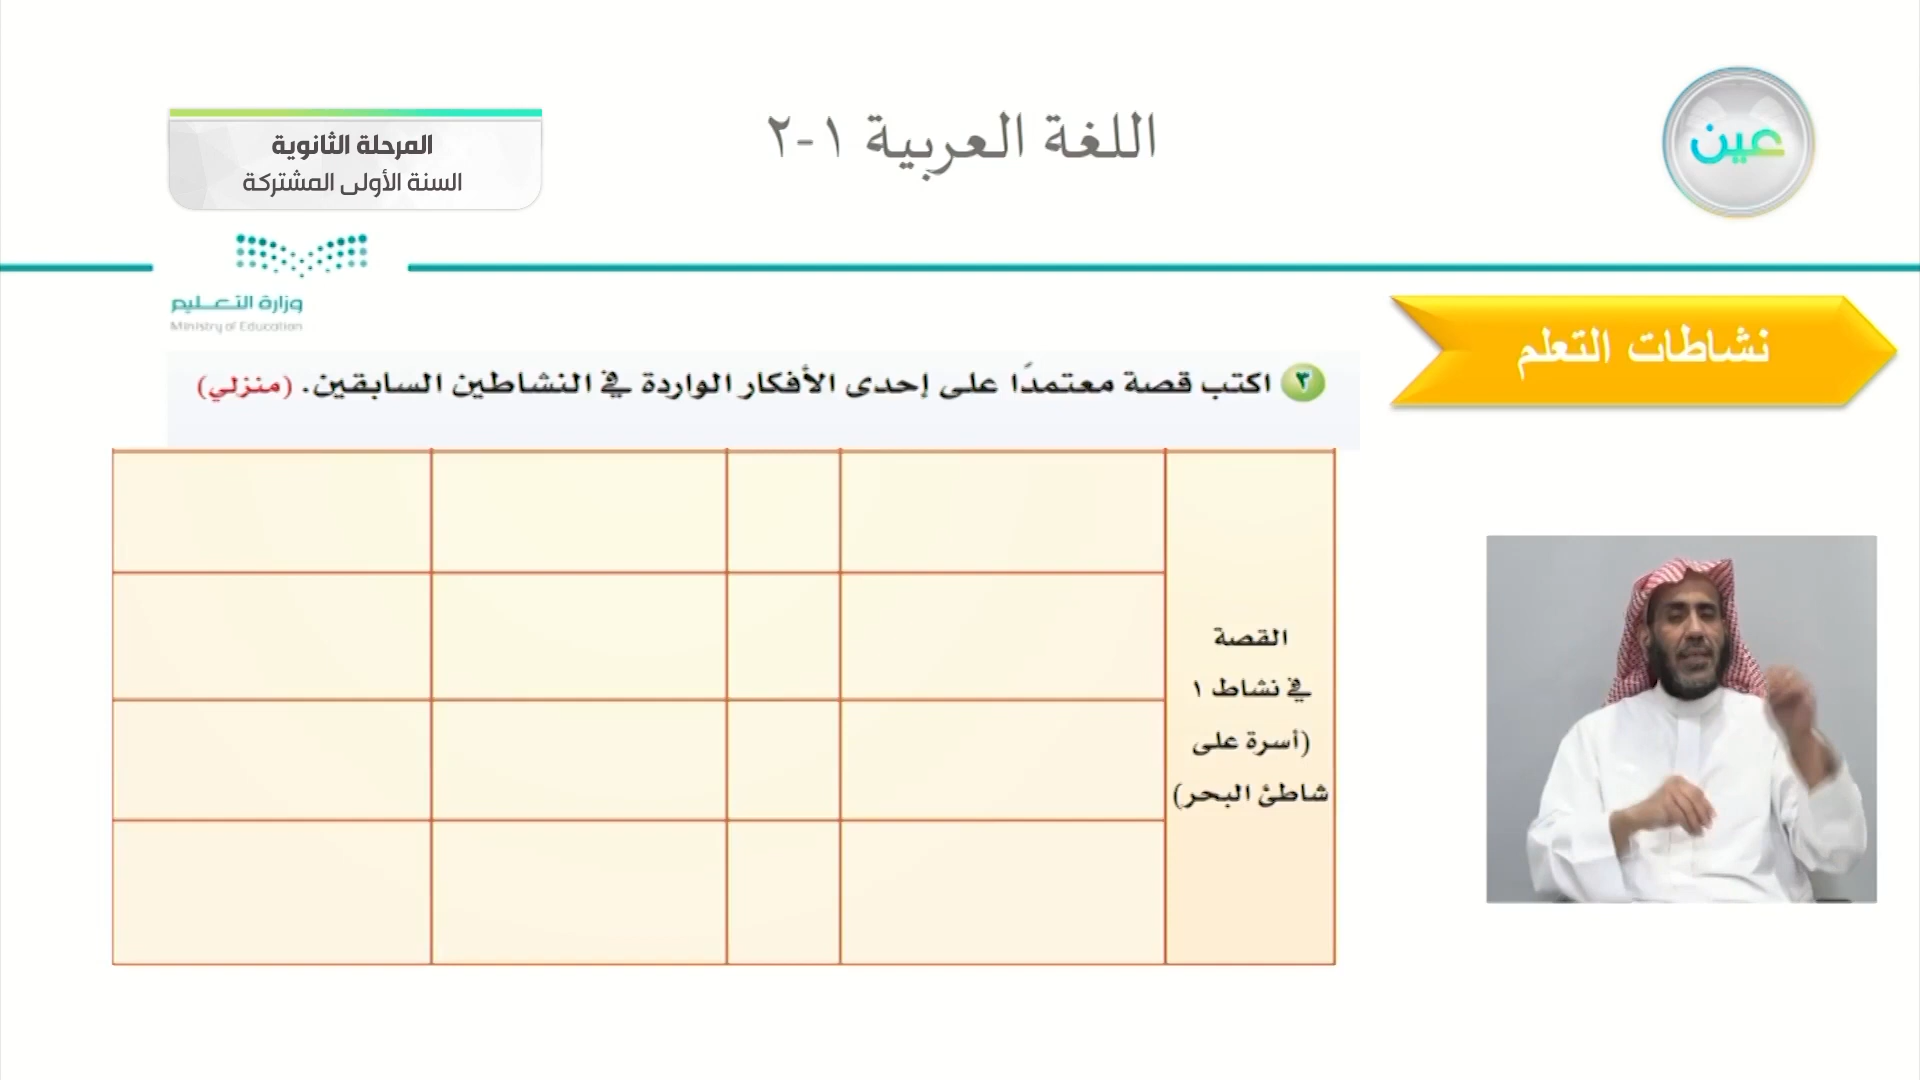 عين
اللغة العربية ١-٢
المرحلة الثانوية
السنة الأولى المشتركة
وزارة التعليم
Ministry of Education
نشاطات التعلم
٣ اكتب قصة معتمدًا على إحدى الأفكار الواردة في النشاطين السابقين. (منزلي)
القصة
في نشاط ١
(أسرة على
شاطئ البحر)